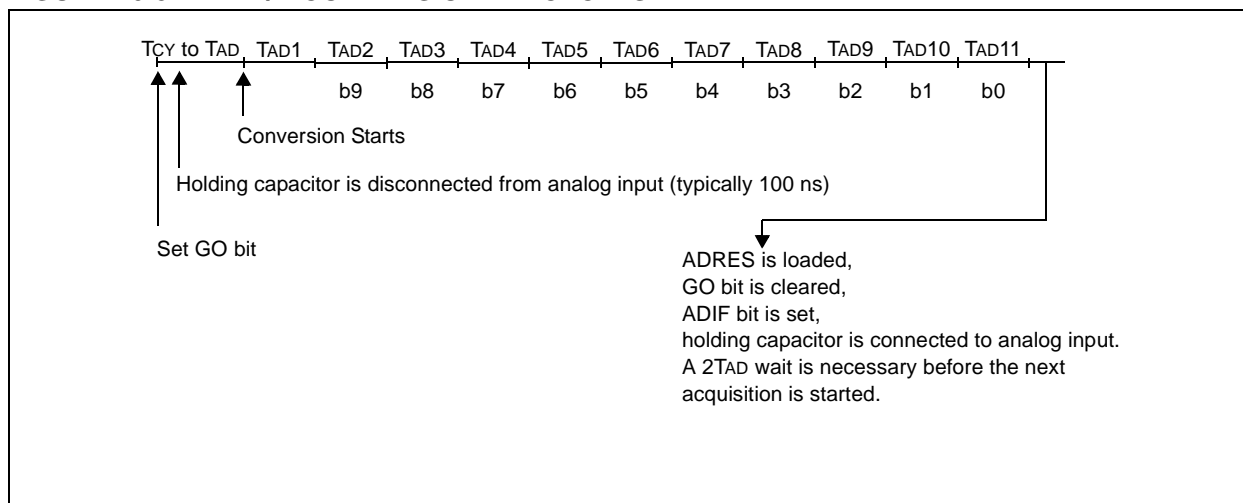 TCY to TAD TAD1 TAD2 TAD3 TAD4 TAD5 TAD6 TAD7 TAD8 TAD9 TAD10 TAD11
b9 b8 b7 b6 b5 b4 b3 b2 b1 b0
Conversion Starts
Holding capacitor is disconnected from analog input (typically 100 ns)
Set GO bit
ADRES is loaded,
GO bit is cleared,
ADIF bit is set,
holding capacitor is connected to analog input.
A 2TAD wait is necessary before the next
acquisition is started.